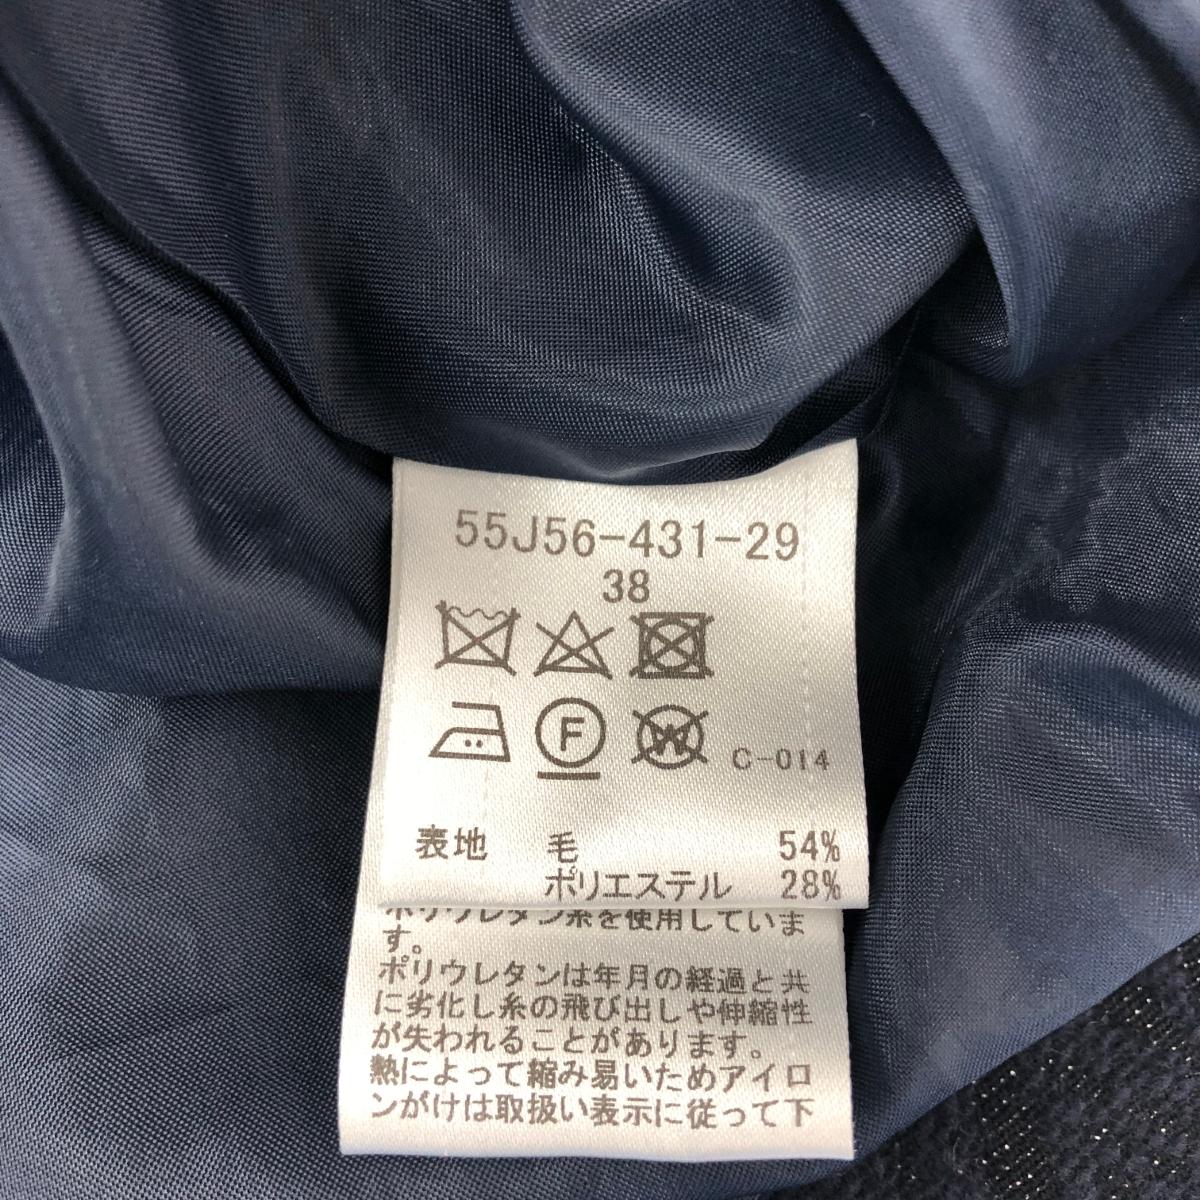 55J56-431-29
38
F
W
C-014
表地 毛 54%
ポリエステル 28%
ポリウレタン糸を使用していま
す。
ポリウレタンは年月の経過と共
に劣化し糸の飛び出しや伸縮性
が失われることがあります。
熱によって縮み易いためアイロ
ンがけは取扱い表示に従って下